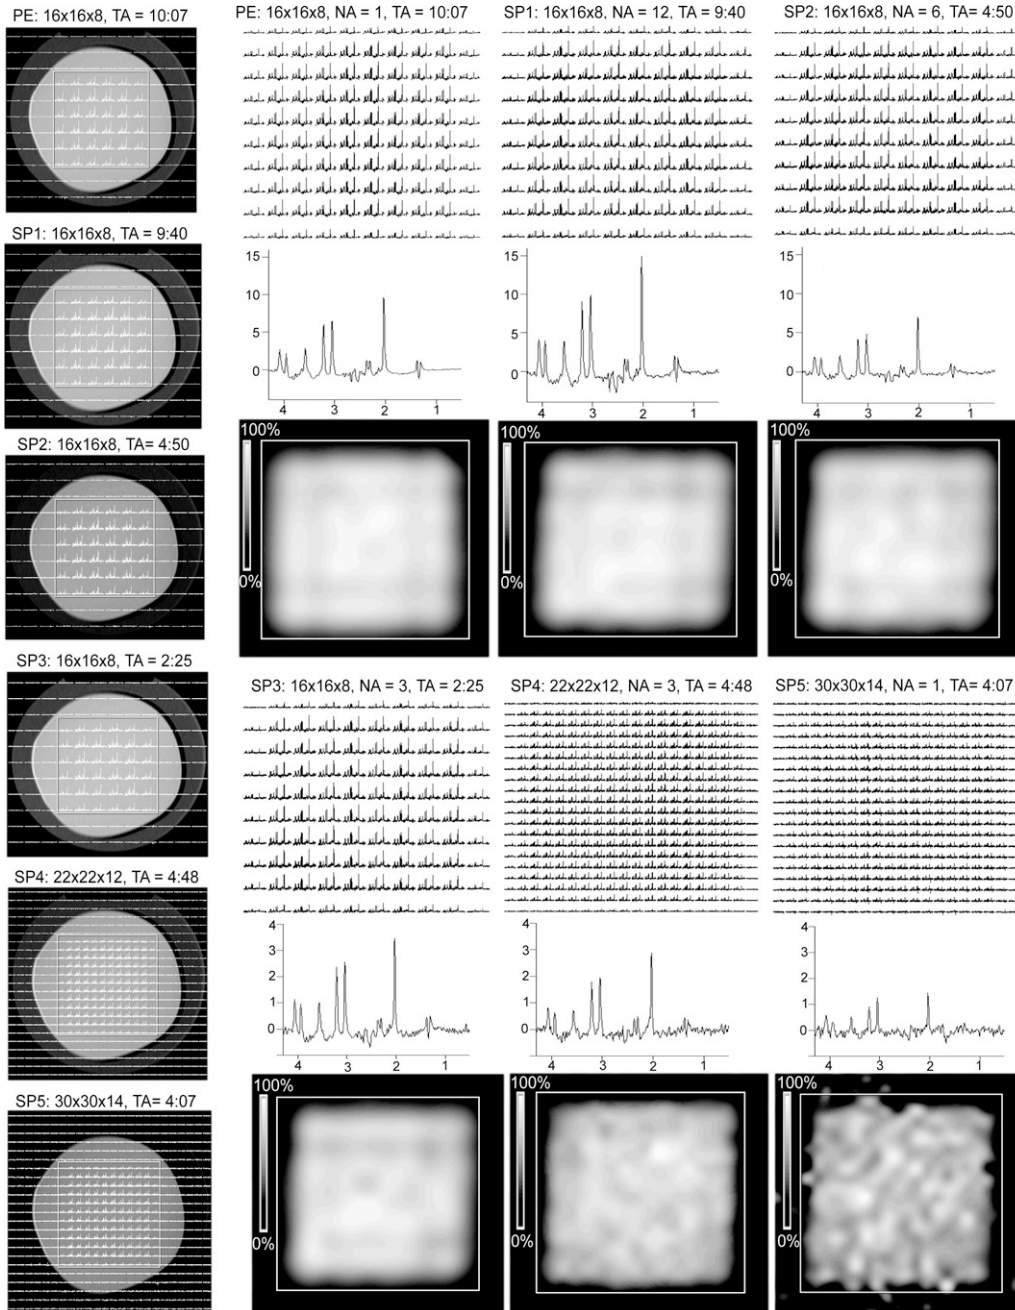 PE: 16x16x8, TA = 10:07
SP1: 16x16x8, TA = 9:40
SP2: 16x16x8, TA= 4:50
SP3: 16x16x8, TA = 2:25
SP4: 22x22x12, TA = 4:48
SP5: 30x30x14, TA= 4:07
PE: 16x16x8, NA = 1, TA = 10:07
SP1: 16x16x8, NA = 12, TA = 9:40
SP2: 16x16x8, NA = 6, TA= 4:50
15
10
5
0
4 3 2 1
15
10
5
0
4 3 2 1
15
10
5
0
4 3 2 1
100%
0%
100%
0%
100%
0%
SP3: 16x16x8, NA = 3, TA = 2:25
SP4: 22x22x12, NA = 3, TA = 4:48
SP5: 30x30x14, NA = 1, TA= 4:07
4
3
2
1
0
4 3 2 1
4
3
2
1
0
4 3 2 1
4
3
2
1
0
4 3 2 1
100%
0%
100%
0%
100%
0%